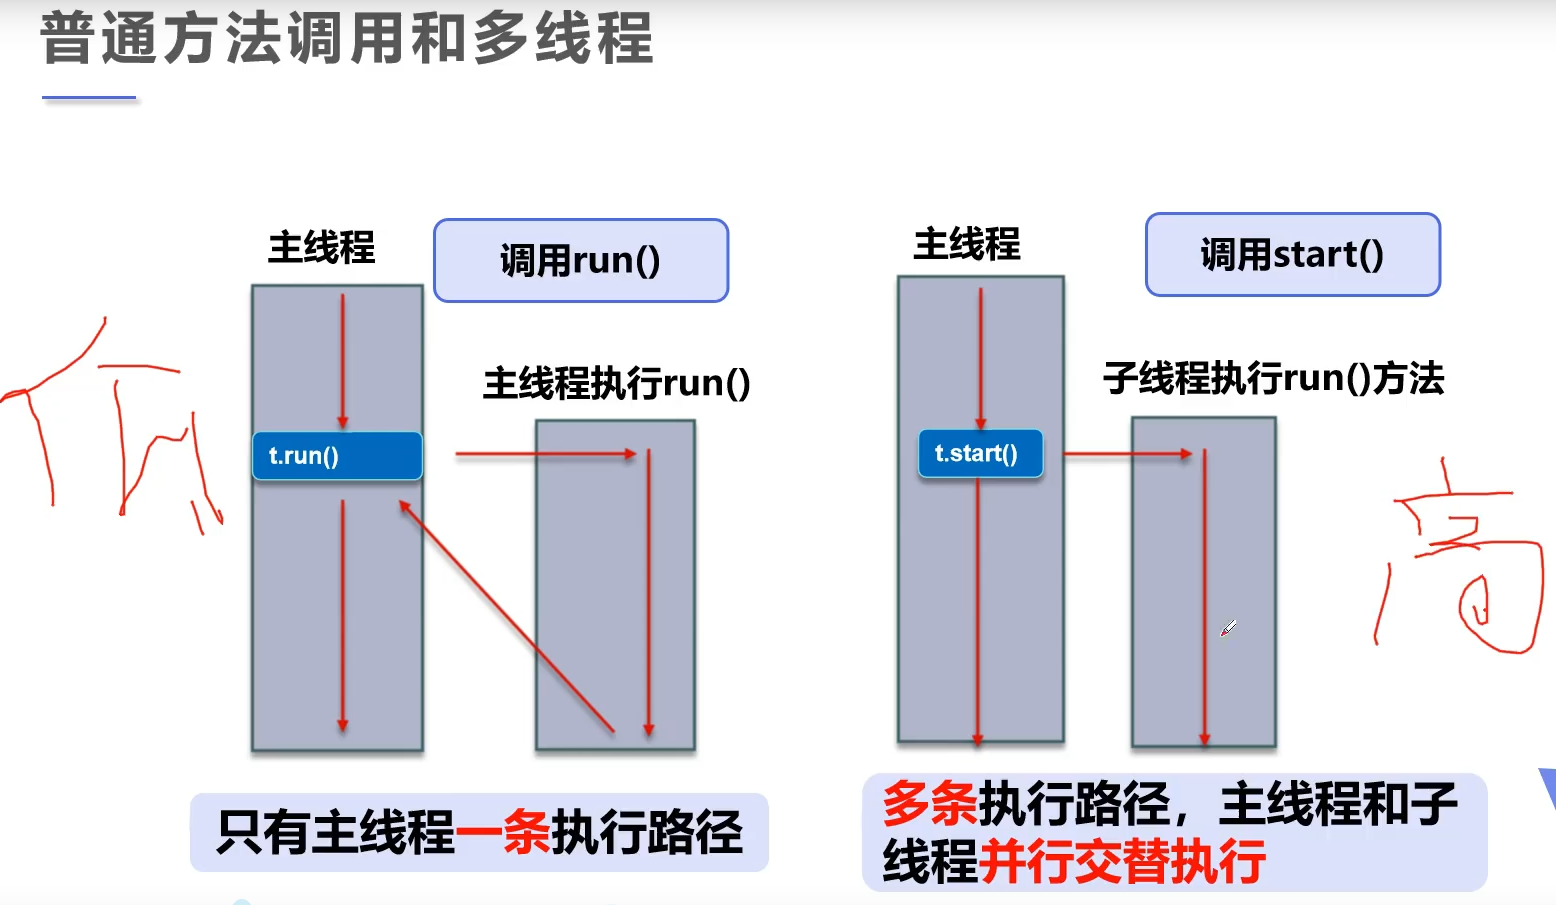 普通方法调用和多线程
主线程
调用run()
主线程执行run()
t.run()
只有主线程一条执行路径
主线程
调用start()
子线程执行run()方法
t.start()
高
多条执行路径，主线程和子
线程并行交替执行